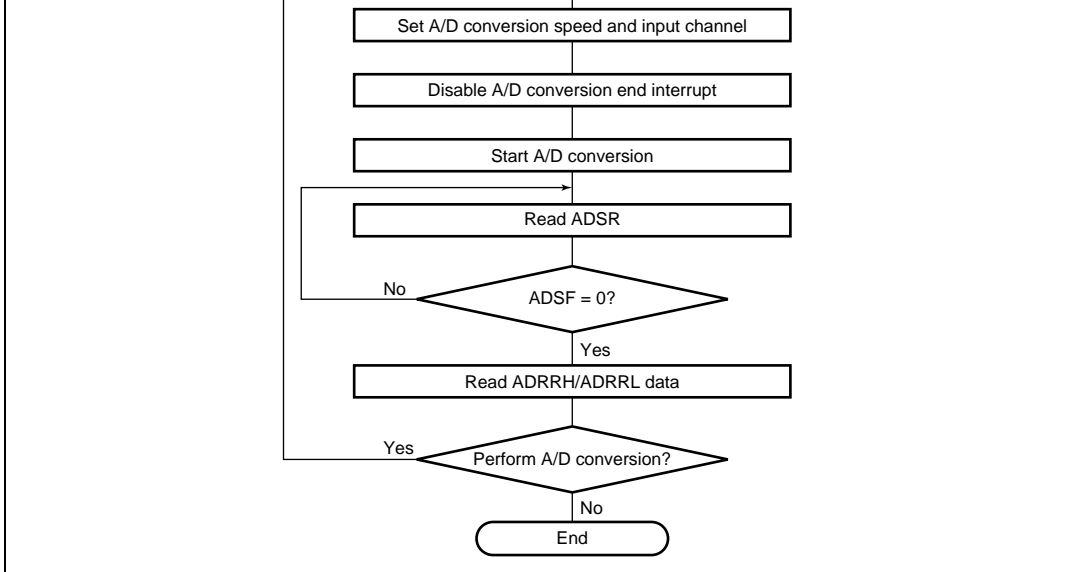 Set A/D conversion speed and input channel
Disable A/D conversion end interrupt
Start A/D conversion
Read ADSR
No
ADSF = 0?
Yes
Read ADRRH/ADRRL data
Yes
Perform A/D conversion?
No
End